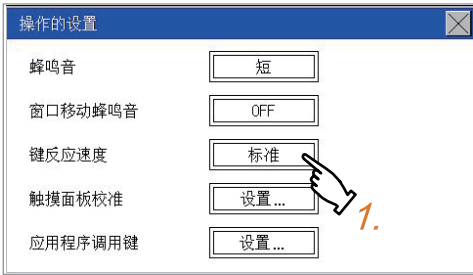 操作的设置
蜂鸣音 短
窗口移动蜂鸣音 OFF
键反应速度 标准
触摸面板校准 设置...
应用程序调用键 设置...
1.